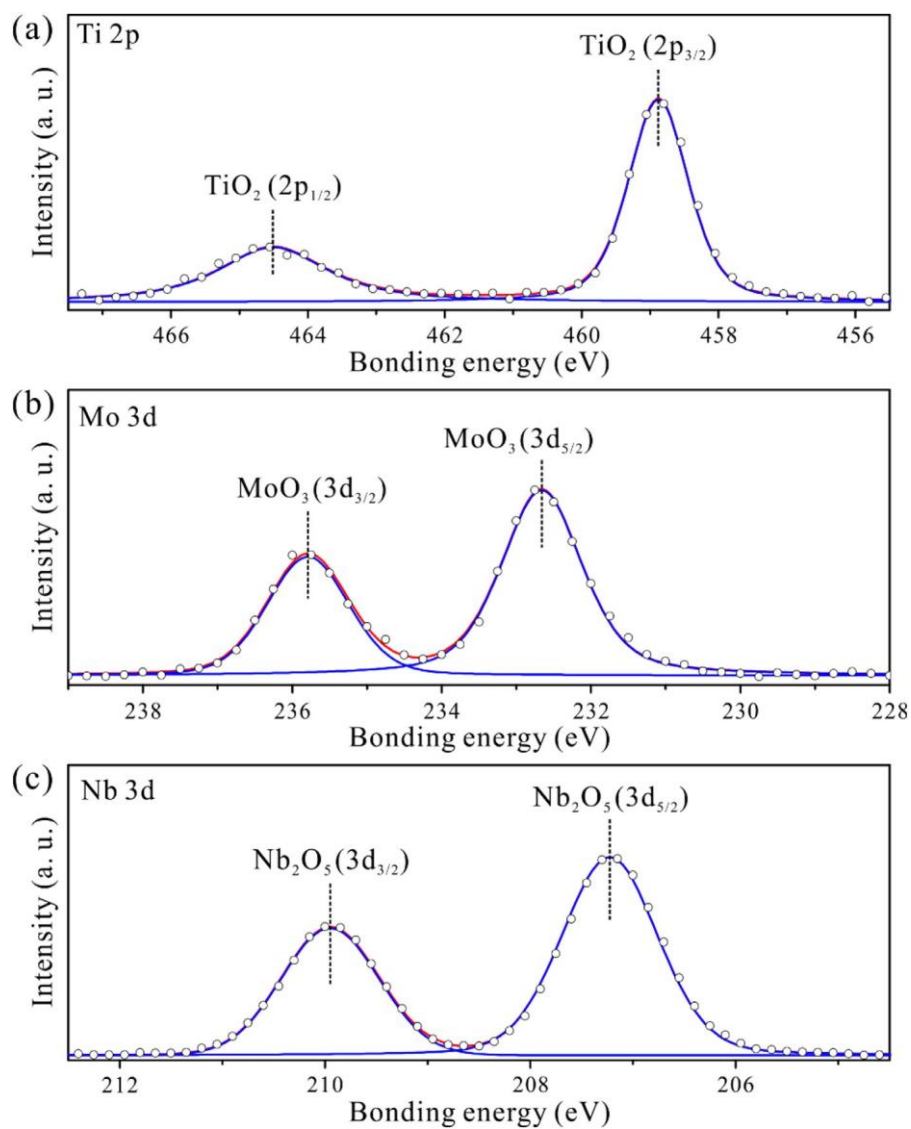 (a) Ti 2p
TiO₂ (2p₃/₂)
TiO₂ (2p₁/₂)
Intensity (a. u.)
466 464 462 460 458 456
Bonding energy (eV)
(b) Mo 3d
MoO₃ (3d₅/₂)
MoO₃ (3d₃/₂)
Intensity (a. u.)
238 236 234 232 230 228
Bonding energy (eV)
(c) Nb 3d
Nb₂O₅ (3d₅/₂)
Nb₂O₅ (3d₃/₂)
Intensity (a. u.)
212 210 208 206
Bonding energy (eV)